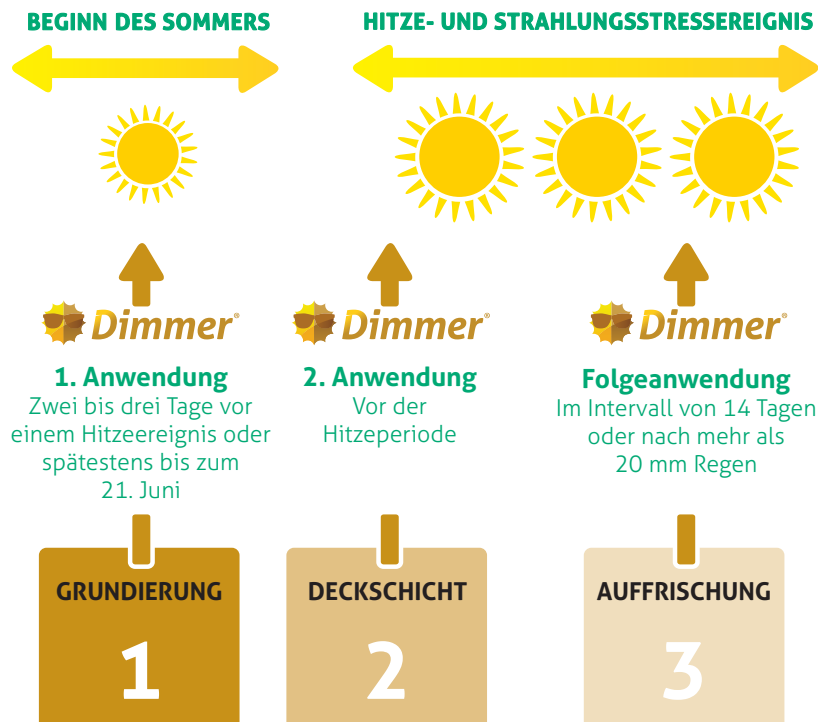 BEGINN DES SOMMERS
HITZE- UND STRAHLUNGSSTRESSEREIGNIS
Dimmer®
1. Anwendung
Zwei bis drei Tage vor
einem Hitzeereignis oder
spätestens bis zum
21. Juni
Dimmer®
2. Anwendung
Vor der
Hitzeperiode
Dimmer®
Folgeanwendung
Im Intervall von 14 Tagen
oder nach mehr als
20 mm Regen
GRUNDIERUNG
1
DECKSCHICHT
2
AUFFRISCHUNG
3